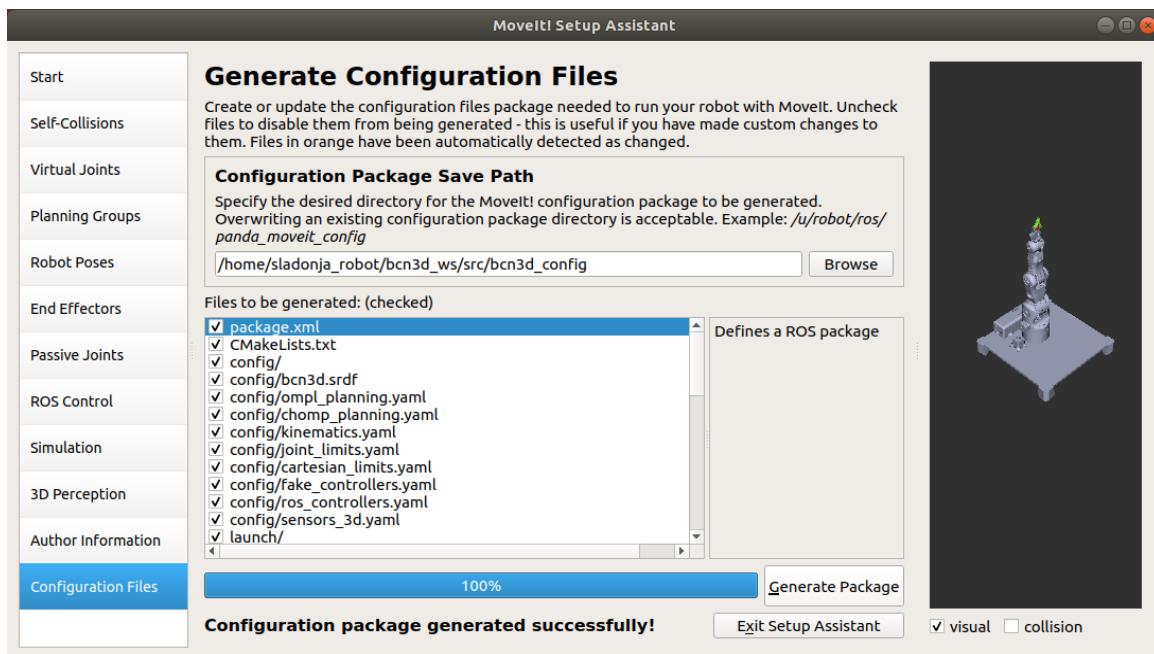 MoveIt! Setup Assistant
Start
Self-Collisions
Virtual Joints
Planning Groups
Robot Poses
End Effectors
Passive Joints
ROS Control
Simulation
3D Perception
Author Information
Configuration Files
Generate Configuration Files
Create or update the configuration files package needed to run your robot with MoveIt. Uncheck
files to disable them from being generated - this is useful if you have made custom changes to
them. Files in orange have been automatically detected as changed.
Configuration Package Save Path
Specify the desired directory for the MoveIt! configuration package to be generated.
Overwriting an existing configuration package directory is acceptable. Example: /u/robot/ros/
panda_moveit_config
/home/sladonja_robot/bcn3d_ws/src/bcn3d_config
Browse
Files to be generated: (checked)
package.xml
CMakeLists.txt
config/
config/bcn3d.srdf
config/ompl_planning.yaml
config/chomp_planning.yaml
config/kinematics.yaml
config/joint_limits.yaml
config/cartesian_limits.yaml
config/fake_controllers.yaml
config/ros_controllers.yaml
config/sensors_3d.yaml
launch/
Defines a ROS package
100%
Generate Package
Configuration package generated successfully!
Exit Setup Assistant
visual
collision